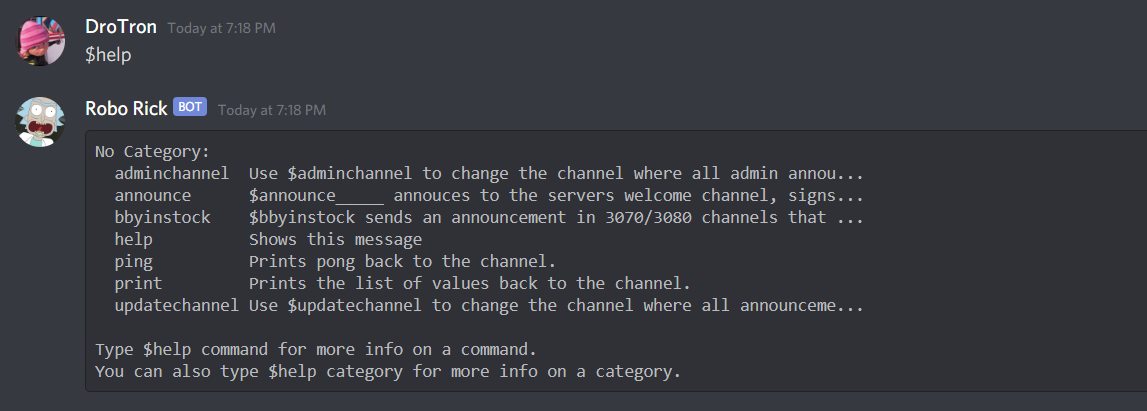 DroTron Today at 7:18 PM
$help
Robo Rick BOT Today at 7:18 PM
No Category:
adminchannel Use $adminchannel to change the channel where all admin annou...
announce $announce_____ annouces to the servers welcome channel, signs...
bbyinstock $bbyinstock sends an announcement in 3070/3080 channels that ...
help Shows this message
ping Prints pong back to the channel.
print Prints the list of values back to the channel.
updatechannel Use $updatechannel to change the channel where all announceme...
Type $help command for more info on a command.
You can also type $help category for more info on a category.